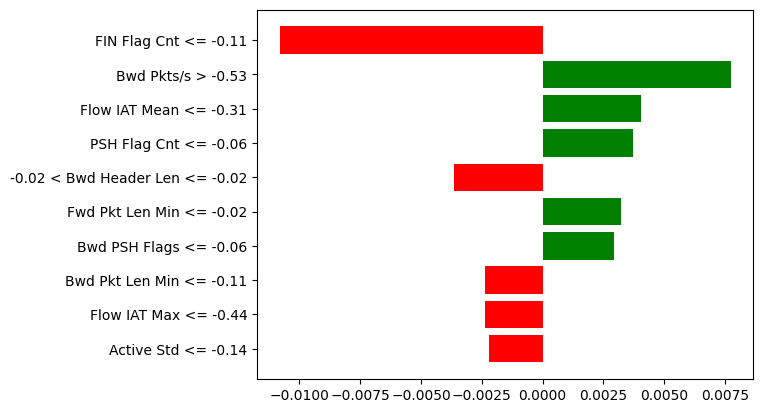 FIN Flag Cnt <= -0.11
Bwd Pkts/s > -0.53
Flow IAT Mean <= -0.31
PSH Flag Cnt <= -0.06
-0.02 < Bwd Header Len <= -0.02
Fwd Pkt Len Min <= -0.02
Bwd PSH Flags <= -0.06
Bwd Pkt Len Min <= -0.11
Flow IAT Max <= -0.44
Active Std <= -0.14
−0.0100 −0.0075 −0.0050 −0.0025 0.0000 0.0025 0.0050 0.0075